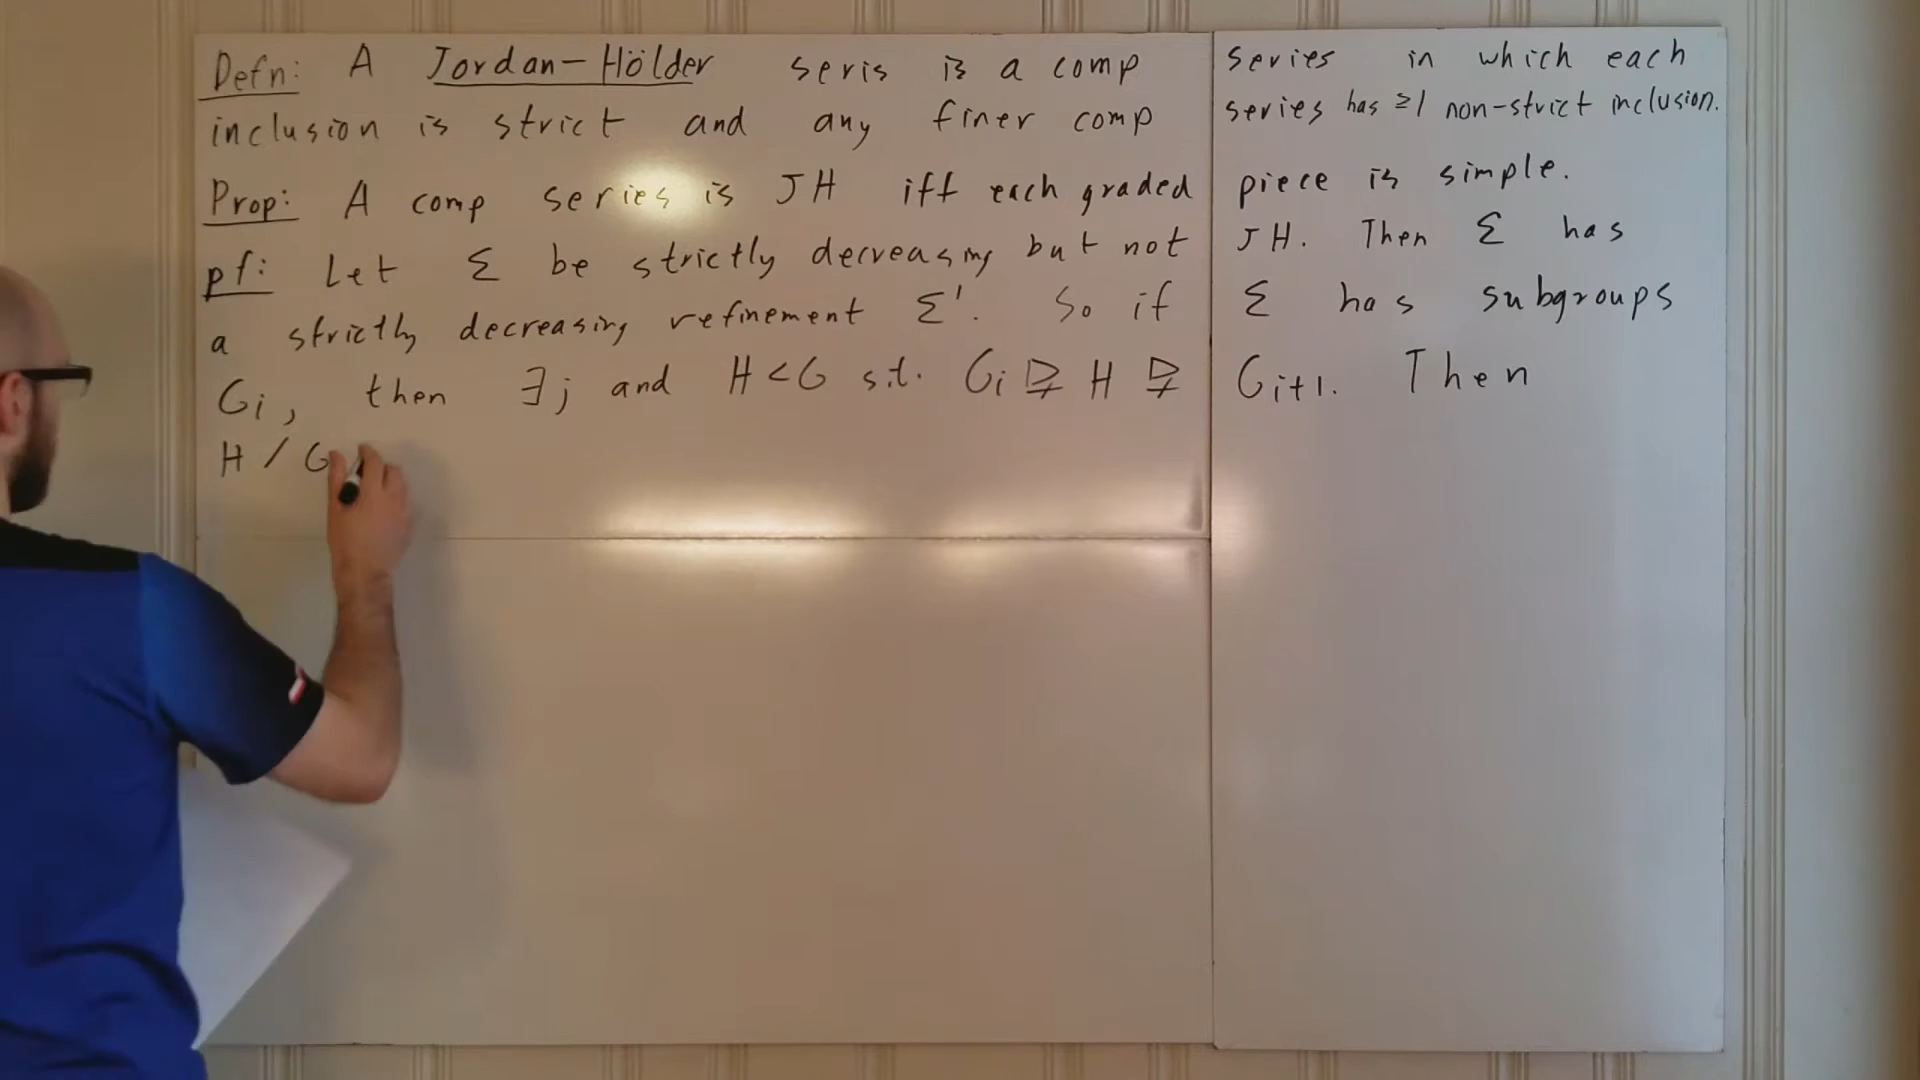 Defn: A Jordan-Hölder seris is a comp series in which each
inclusion is strict and any finer comp series has ≥1 non-strict inclusion.
Prop: A comp series is JH iff each graded piece is simple.
pf: Let Σ be strictly decreasing but not JH. Then Σ has
a strictly decreasing refinement Σ'. So if Σ has subgroups
Gi, then ∃j and H<G s.t. Gi ⋭ H ⋭ Gi+1. Then
H / G